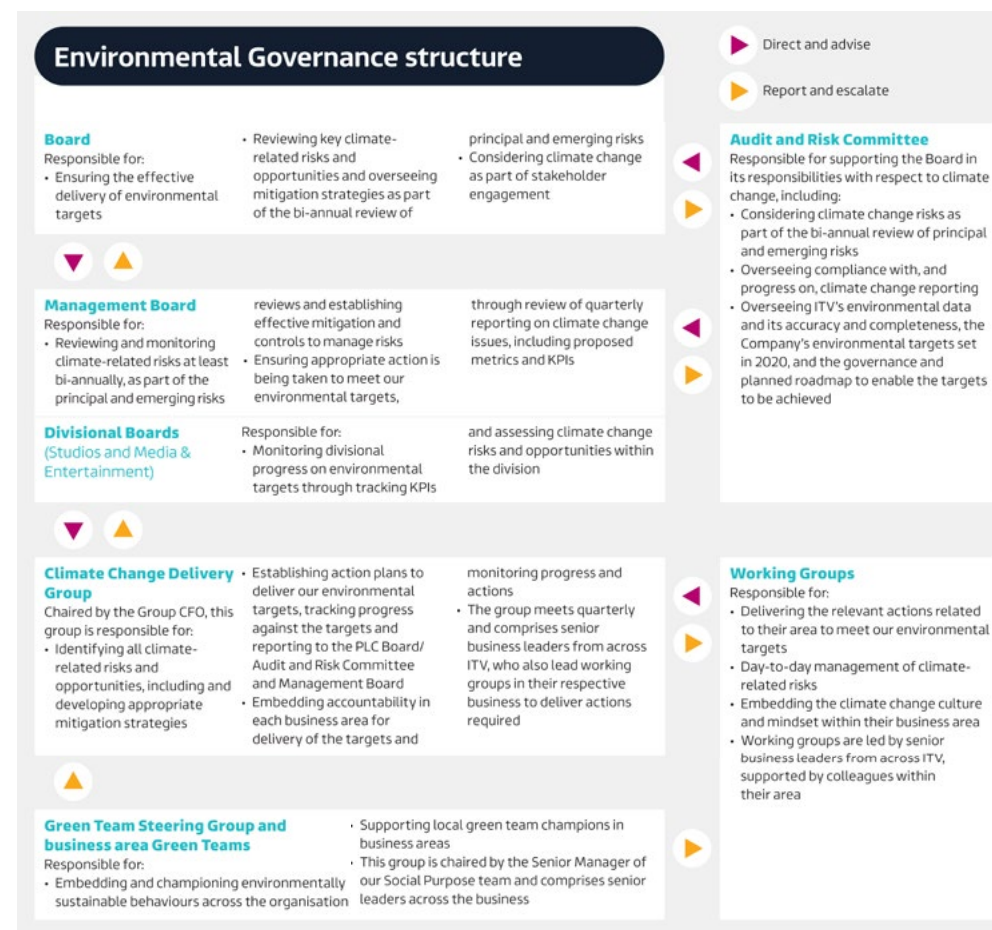 Environmental Governance structure
Direct and advise
Report and escalate
Board
Responsible for:
• Ensuring the effective
delivery of environmental
targets
• Reviewing key climate-
related risks and
opportunities and overseeing
mitigation strategies as part
of the bi-annual review of
principal and emerging risks
• Considering climate change
as part of stakeholder
engagement
Audit and Risk Committee
Responsible for supporting the Board in
its responsibilities with respect to climate
change, including:
• Considering climate change risks as
part of the bi-annual review of principal
and emerging risks
• Overseeing compliance with, and
progress on, climate change reporting
• Overseeing ITV's environmental data
and its accuracy and completeness, the
Company's environmental targets set
in 2020, and the governance and
planned roadmap to enable the targets
to be achieved
Management Board
Responsible for:
• Reviewing and monitoring
climate-related risks at least
bi-annually, as part of the
principal and emerging risks
reviews and establishing
effective mitigation and
controls to manage risks
• Ensuring appropriate action is
being taken to meet our
environmental targets,
through review of quarterly
reporting on climate change
issues, including proposed
metrics and KPIs
Divisional Boards
(Studios and Media &
Entertainment)
Responsible for:
• Monitoring divisional
progress on environmental
targets through tracking KPIs
and assessing climate change
risks and opportunities within
the division
Climate Change Delivery
Group
Chaired by the Group CFO, this
group is responsible for:
• Identifying all climate-
related risks and
opportunities, including and
developing appropriate
mitigation strategies
• Establishing action plans to
deliver our environmental
targets, tracking progress
against the targets and
reporting to the PLC Board/
Audit and Risk Committee
and Management Board
• Embedding accountability in
each business area for
delivery of the targets and
monitoring progress and
actions
• The group meets quarterly
and comprises senior
business leaders from across
ITV, who also lead working
groups in their respective
business to deliver actions
required
Working Groups
Responsible for:
• Delivering the relevant actions related
to their area to meet our environmental
targets
• Day-to-day management of climate-
related risks
• Embedding the climate change culture
and mindset within their business area
• Working groups are led by senior
business leaders from across ITV,
supported by colleagues within
their area
Green Team Steering Group and
business area Green Teams
Responsible for:
• Embedding and championing environmentally
sustainable behaviours across the organisation
• Supporting local green team champions in
business areas
• This group is chaired by the Senior Manager of
our Social Purpose team and comprises senior
leaders across the business